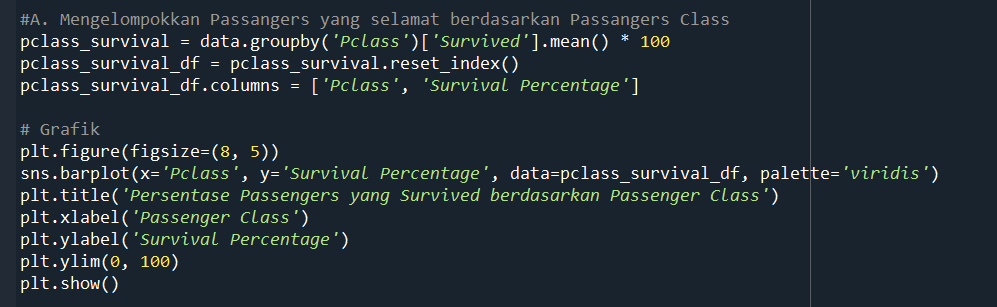 #A. Mengelompokkan Passangers yang selamat berdasarkan Passangers Class
pclass_survival = data.groupby('Pclass')['Survived'].mean() * 100
pclass_survival_df = pclass_survival.reset_index()
pclass_survival_df.columns = ['Pclass', 'Survival Percentage']
# Grafik
plt.figure(figsize=(8, 5))
sns.barplot(x='Pclass', y='Survival Percentage', data=pclass_survival_df, palette='viridis')
plt.title('Persentase Passengers yang Survived berdasarkan Passenger Class')
plt.xlabel('Passenger Class')
plt.ylabel('Survival Percentage')
plt.ylim(0, 100)
plt.show()